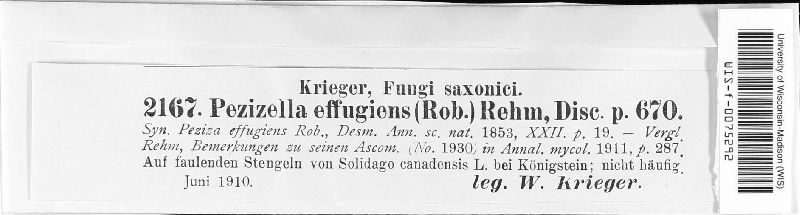 Krieger, Fungi saxonici.
2167. Pezizella effugiens (Rob.) Rehm, Disc. p. 670.
Syn. Peziza effugiens Rob., Desm. Ann. sc. nat. 1853, XXII. p. 19. — Vergl.
Rehm, Bemerkungen zu seinen Ascom. (No. 1930) in Annal. mycol. 1911, p. 287.
Auf faulenden Stengeln von Solidago canadensis L. bei Königstein; nicht häufig.
Juni 1910. leg. W. Krieger.
University of Wisconsin-Madison (WIS)
WIS-f-0075292